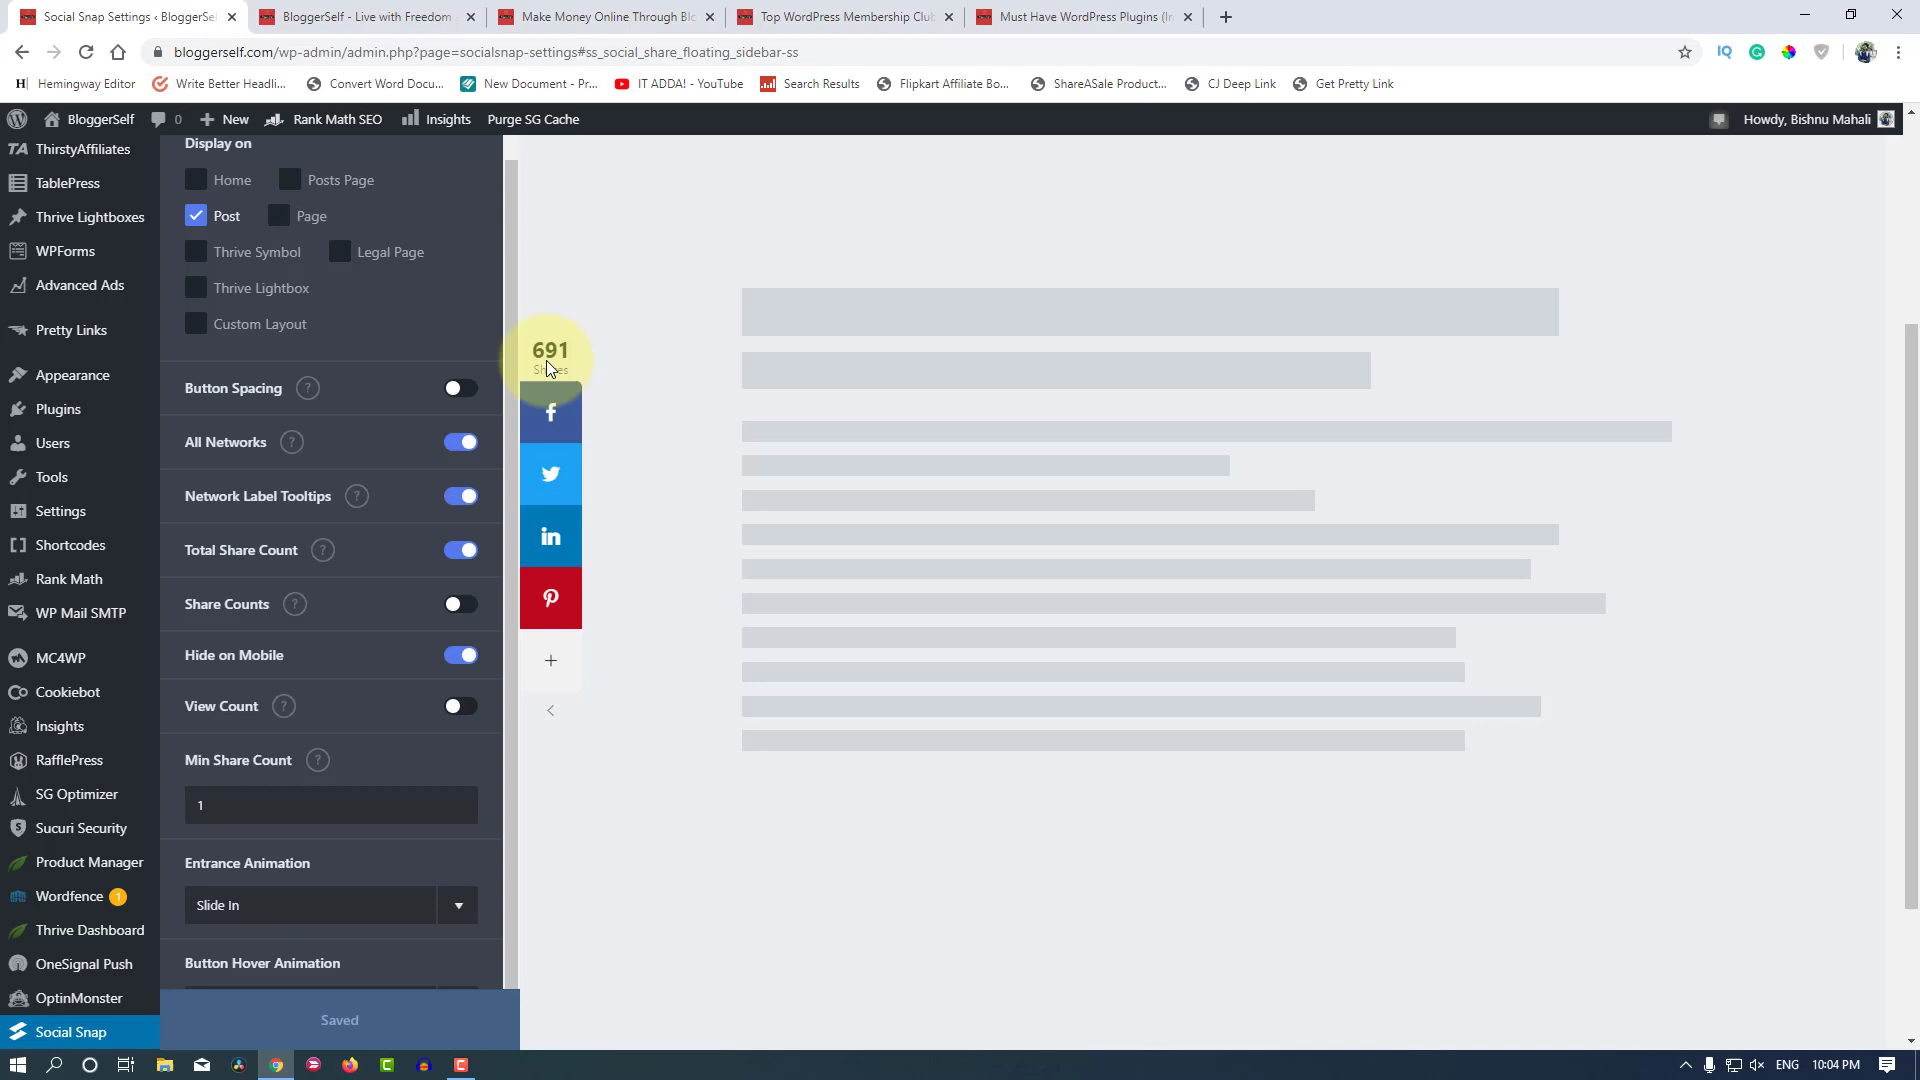 Social Snap Settings ‹ BloggerSel
BloggerSelf - Live with Freedom
Make Money Online Through Blo
Top WordPress Membership Club
Must Have WordPress Plugins (In
bloggerself.com/wp-admin/admin.php?page=socialsnap-settings#ss_social_share_floating_sidebar-ss
Hemingway Editor
Write Better Headli...
Convert Word Docu...
New Document - Pr...
IT ADDA! - YouTube
Search Results
Flipkart Affiliate Bo...
ShareASale Product...
CJ Deep Link
Get Pretty Link
BloggerSelf
0
New
Rank Math SEO
Insights
Purge SG Cache
Howdy, Bishnu Mahali
ThirstyAffiliates
TablePress
Thrive Lightboxes
WPForms
Advanced Ads
Pretty Links
Appearance
Plugins
Users
Tools
Settings
Shortcodes
Rank Math
WP Mail SMTP
MC4WP
Cookiebot
Insights
RafflePress
SG Optimizer
Sucuri Security
Product Manager
Wordfence 1
Thrive Dashboard
OneSignal Push
OptinMonster
Social Snap
Display on
Home
Posts Page
Post
Page
Thrive Symbol
Legal Page
Thrive Lightbox
Custom Layout
Button Spacing ?
All Networks ?
Network Label Tooltips ?
Total Share Count ?
Share Counts ?
Hide on Mobile
View Count ?
Min Share Count ?
1
Entrance Animation
Slide In
Button Hover Animation
Saved
691
Shares
ENG
10:04 PM